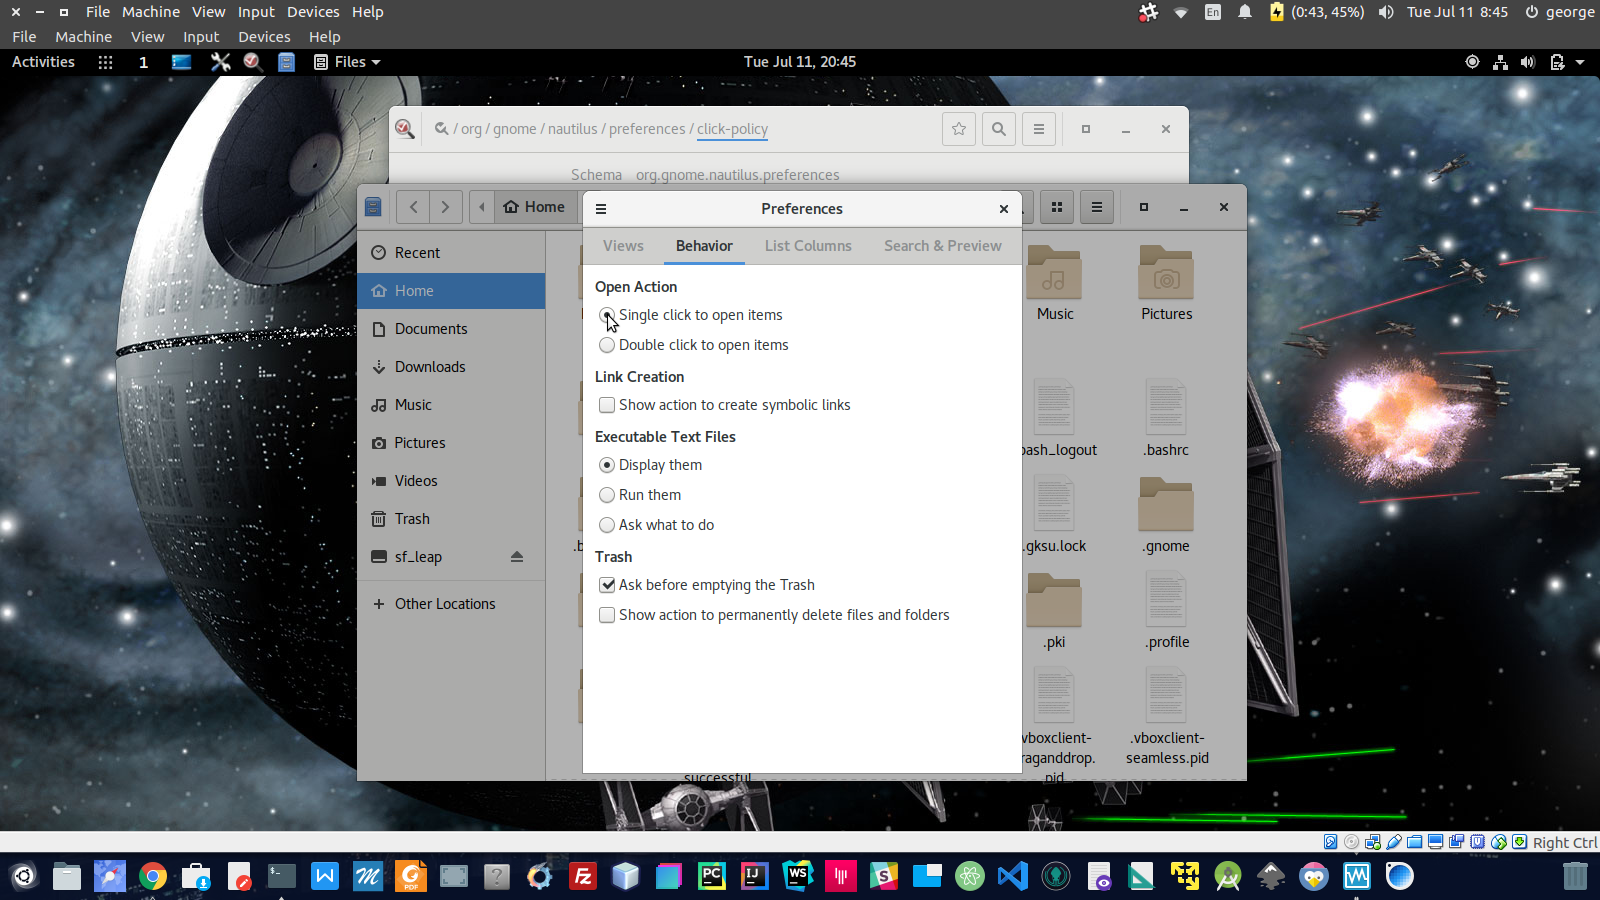 File Machine View Input Devices Help
En (0:43, 45%) Tue Jul 11 8:45 george
File Machine View Input Devices Help
Activities 1 Files Tue Jul 11, 20:45
/ org / gnome / nautilus / preferences / click-policy
Schema org.gnome.nautilus.preferences
Home
Preferences
Views Behavior List Columns Search & Preview
Recent
Home
Documents
Downloads
Music
Pictures
Videos
Trash
sf_leap
Other Locations
Open Action
Single click to open items
Double click to open items
Link Creation
Show action to create symbolic links
Executable Text Files
Display them
Run them
Ask what to do
Trash
Ask before emptying the Trash
Show action to permanently delete files and folders
Music Pictures
bash_logout .bashrc
.b
.gksu.lock .gnome
.pki .profile
vboxclient- .vboxclient-
raganddrop. seamless.pid
pid
successful
Right Ctrl
PDF Fz PC IJ WS